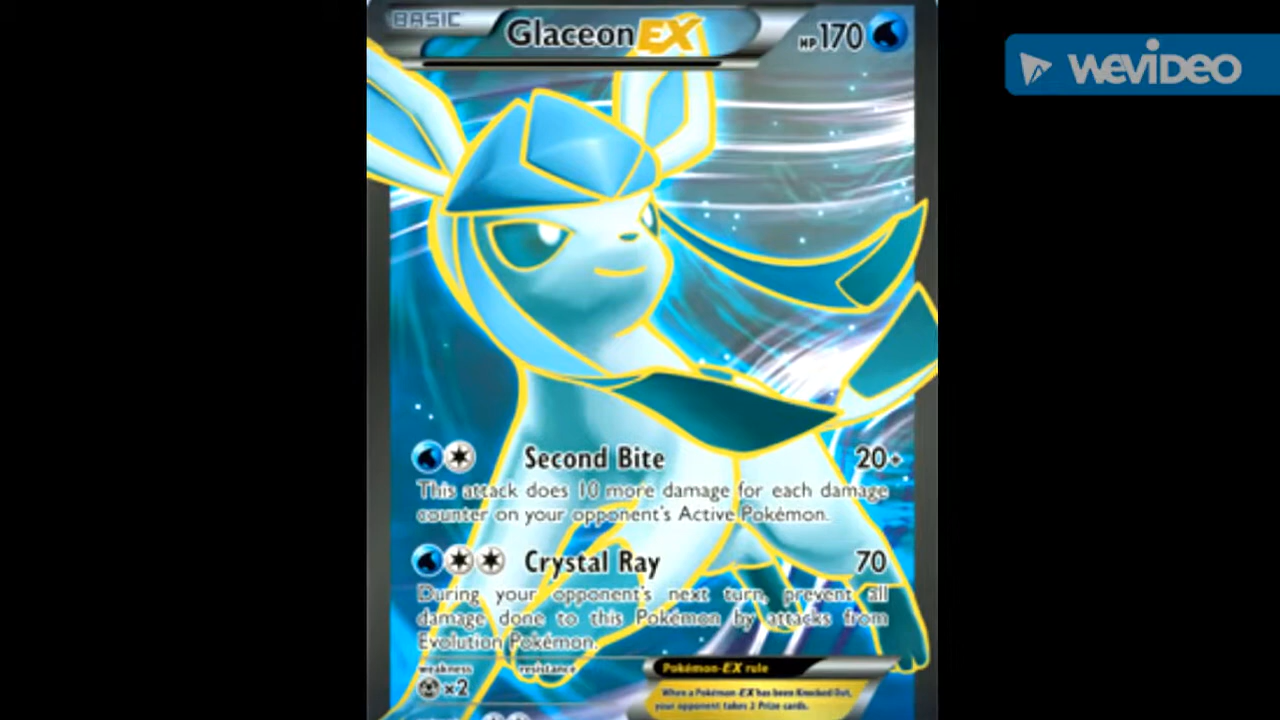 BASIC
GlaceonEX
HP170
WEVIDEO
Second Bite 20+
This attack does 10 more damage for each damage
counter on your opponent's Active Pokémon.
Crystal Ray 70
During your opponent's next turn, prevent all
damage done to this Pokémon by attacks from
Evolution Pokémon.
weakness resistance
×2
Pokémon-EX rule
When a Pokémon-EX has been Knocked Out,
your opponent takes 2 Prize cards.